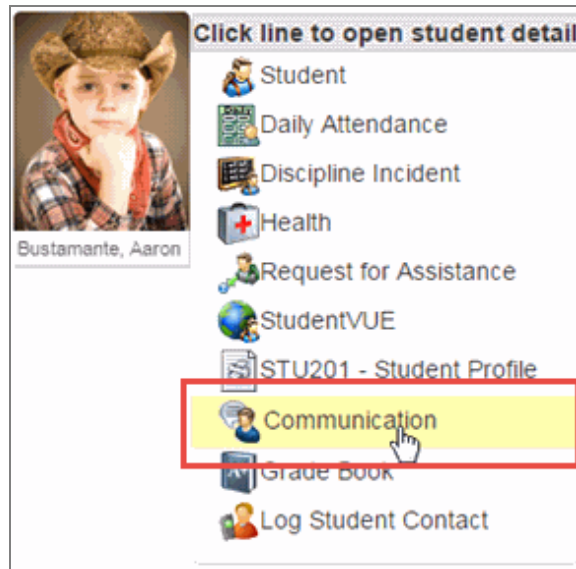 Click line to open student detail
Student
Daily Attendance
Discipline Incident
Health
Bustamante, Aaron
Request for Assistance
StudentVUE
STU201 - Student Profile
Communication
Grade Book
Log Student Contact